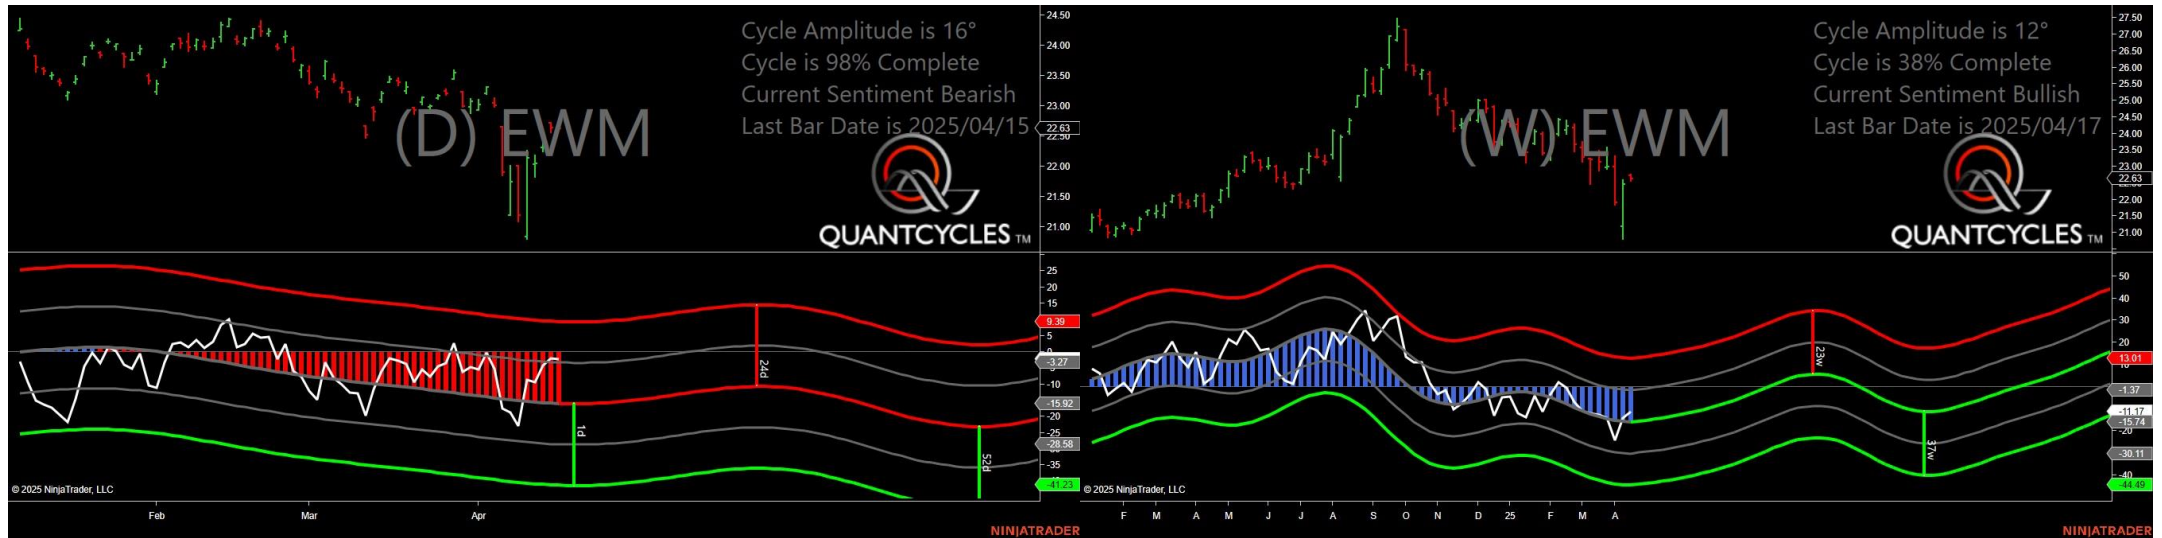 Cycle Amplitude is 16°
Cycle is 98% Complete
Current Sentiment Bearish
Last Bar Date is 2025/04/15
(D) EWM
QUANTCYCLES TM
24.50
24.00
23.50
23.00
22.63
22.50
22.00
21.50
21.00
25
20
15
9.39
5
0
-3.27
-10
-15.92
-20
-25
-28.58
-35
-41.23
24d
1d
52d
© 2025 NinjaTrader, LLC
Feb
Mar
Apr
NINJATRADER
Cycle Amplitude is 12°
Cycle is 38% Complete
Current Sentiment Bullish
Last Bar Date is 2025/04/17
(W) EWM
QUANTCYCLES TM
27.50
27.00
26.50
26.00
25.50
25.00
24.50
24.00
23.50
23.00
22.63
22.00
21.50
21.00
50
40
30
20
13.01
10
-1.37
-11.17
-15.74
-20
-30.11
-40
-44.49
23w
37w
© 2025 NinjaTrader, LLC
F
M
A
M
J
J
A
S
O
N
D
25
F
M
A
NINJATRADER